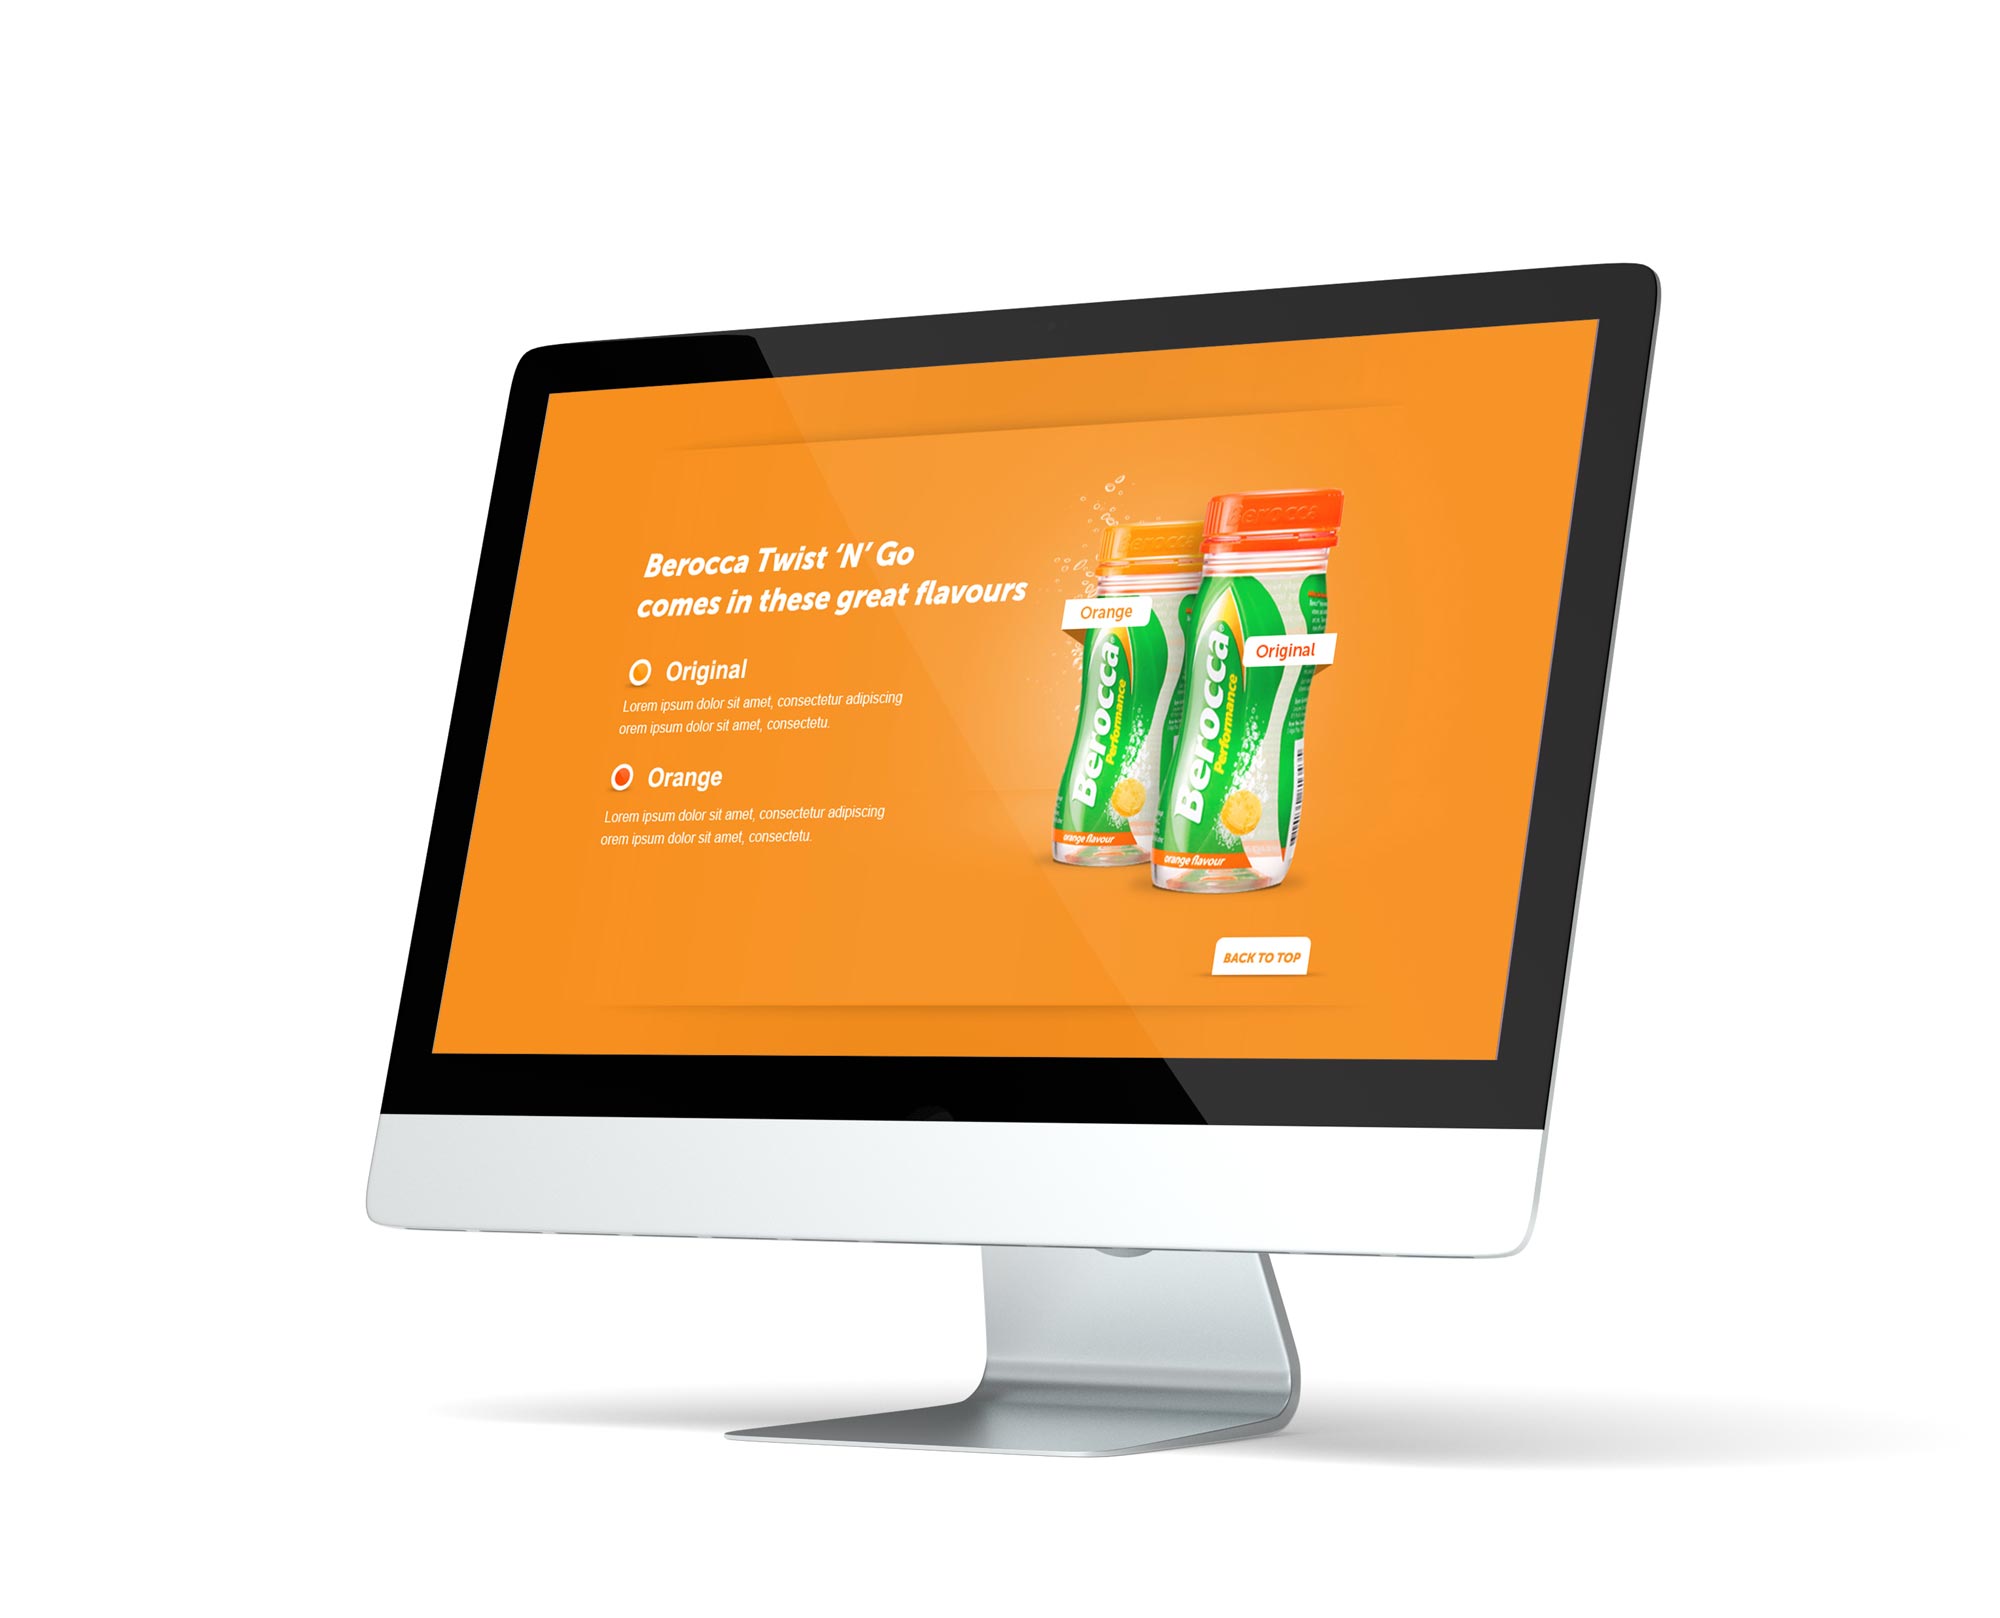 Berocca Twist ‘N’ Go
comes in these great flavours
Original
Lorem ipsum dolor sit amet, consectetur adipiscing
orem ipsum dolor sit amet, consectetu.
Orange
Lorem ipsum dolor sit amet, consectetur adipiscing
orem ipsum dolor sit amet, consectetu.
Berocca
Orange
Berocca
Performance
orange flavour
Berocca
Original
Berocca®
Performance
orange flavour
BACK TO TOP